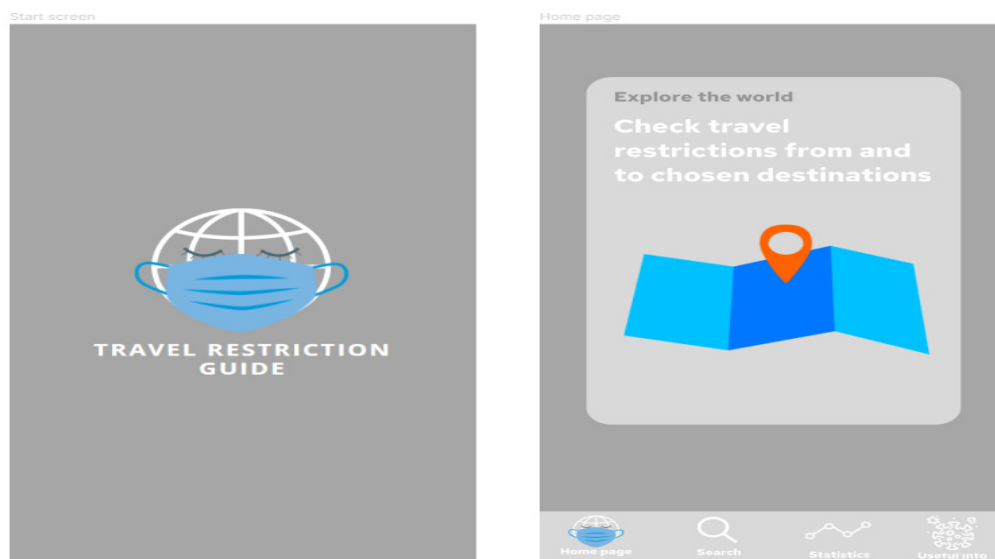 Start screen
Home page
TRAVEL RESTRICTION
GUIDE
Explore the world
Check travel
restrictions from and
to chosen destinations
Home page
Search
Statistics
Useful info